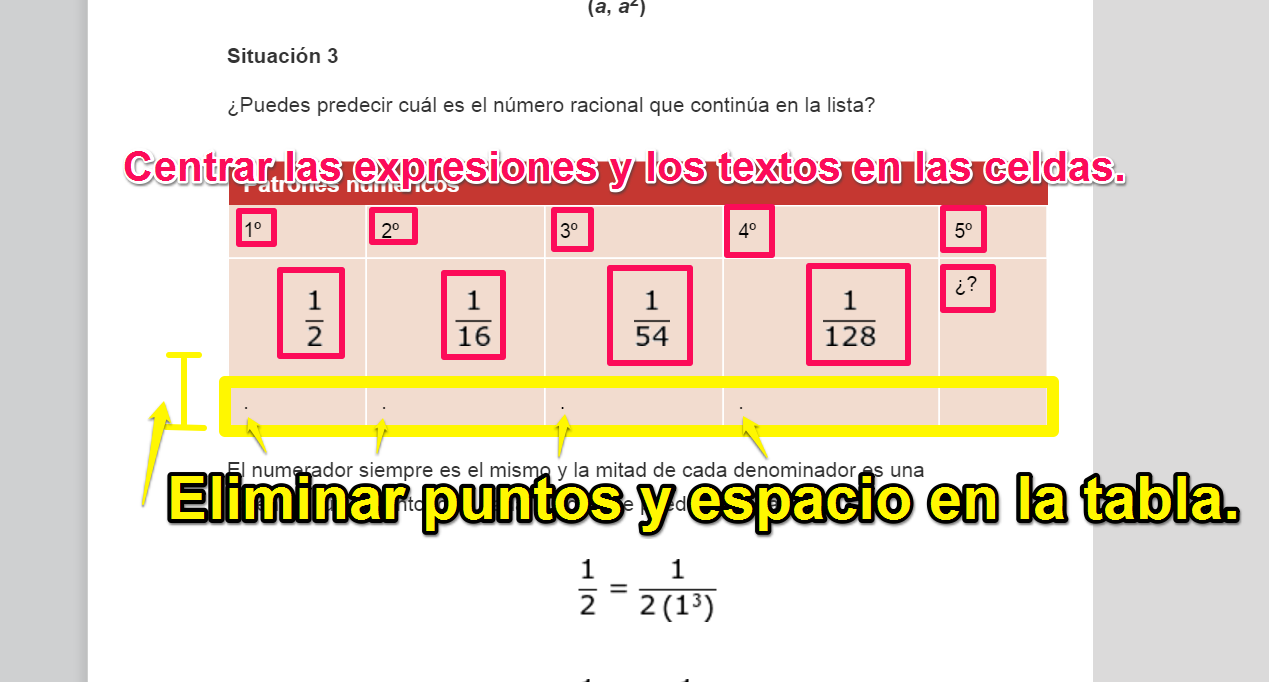 (a, a²)
Situación 3
¿Puedes predecir cuál es el número racional que continúa en la lista?
Centrar las expresiones y los textos en las celdas.
Patrones numéricos
1º 2º 3º 4º 5º
1/2 1/16 1/54 1/128 ¿?
. . . .
El numerador siempre es el mismo y la mitad de cada denominador es una
Eliminar puntos y espacio en la tabla.
1/2 = 1/2 (1³)